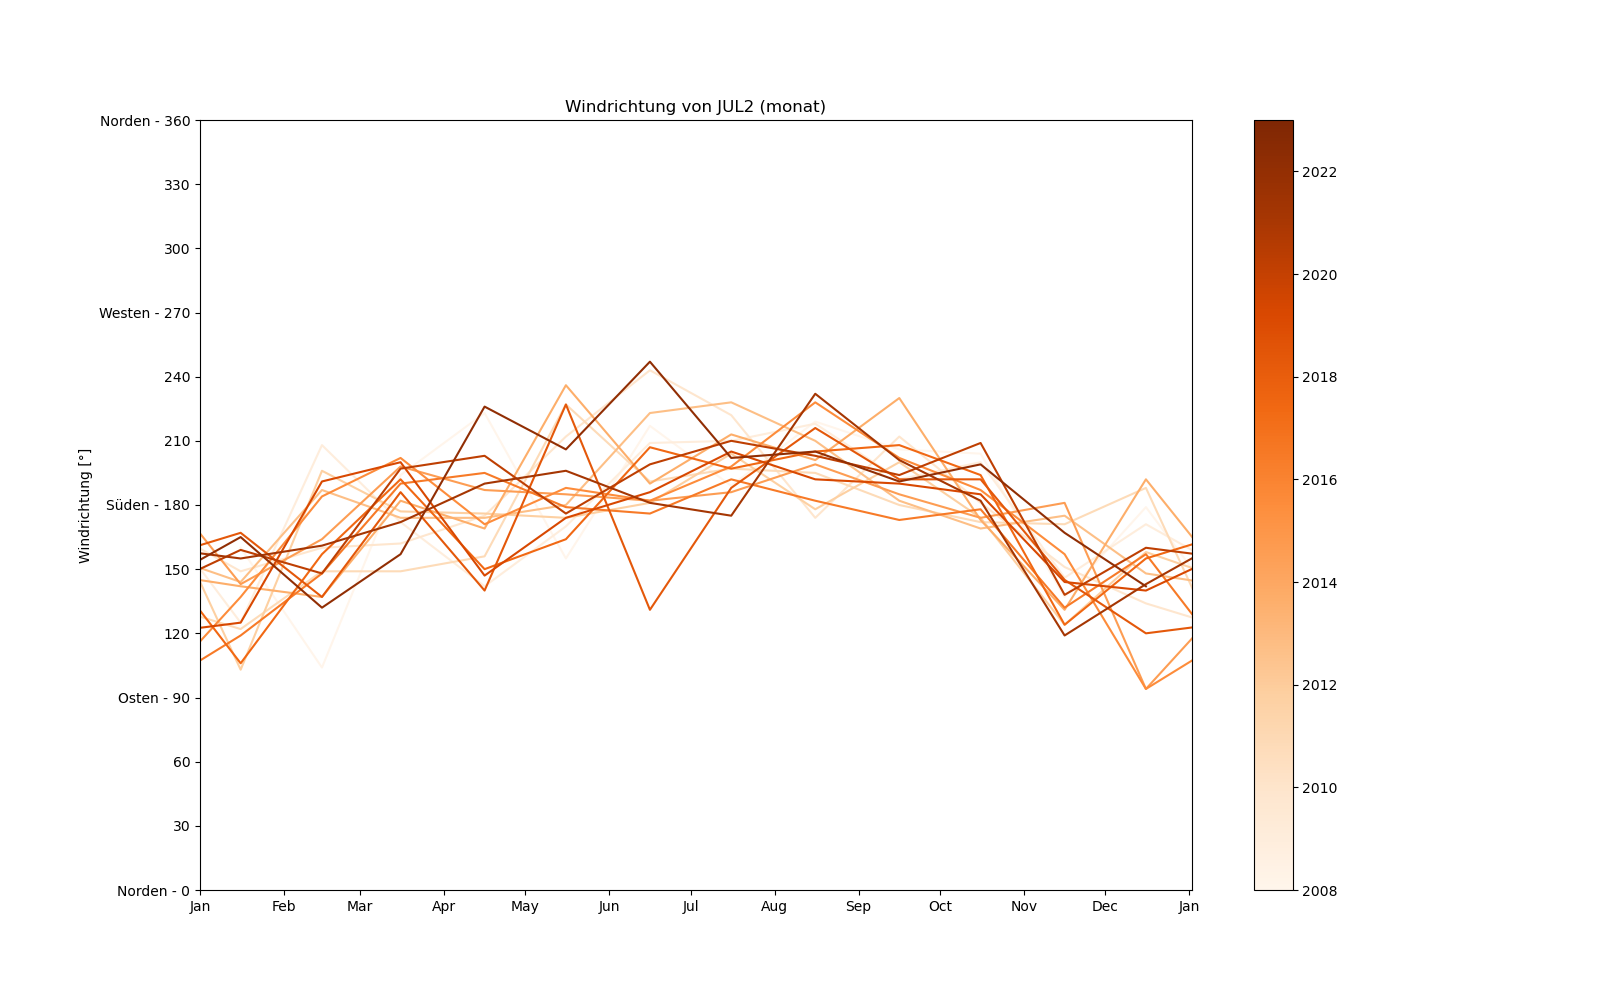 Windrichtung von JUL2 (monat)
Windrichtung [°]
Norden - 360
330
300
Westen - 270
240
210
Süden - 180
150
120
Osten - 90
60
30
Norden - 0
Jan Feb Mar Apr May Jun Jul Aug Sep Oct Nov Dec Jan
2022
2020
2018
2016
2014
2012
2010
2008